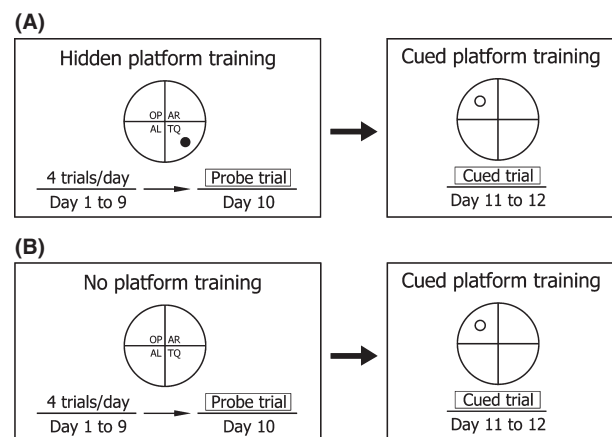 (A)
Hidden platform training
OP AR
AL TQ
4 trials/day
Day 1 to 9
Probe trial
Day 10
Cued platform training
Cued trial
Day 11 to 12
(B)
No platform training
OP AR
AL TQ
4 trials/day
Day 1 to 9
Probe trial
Day 10
Cued platform training
Cued trial
Day 11 to 12